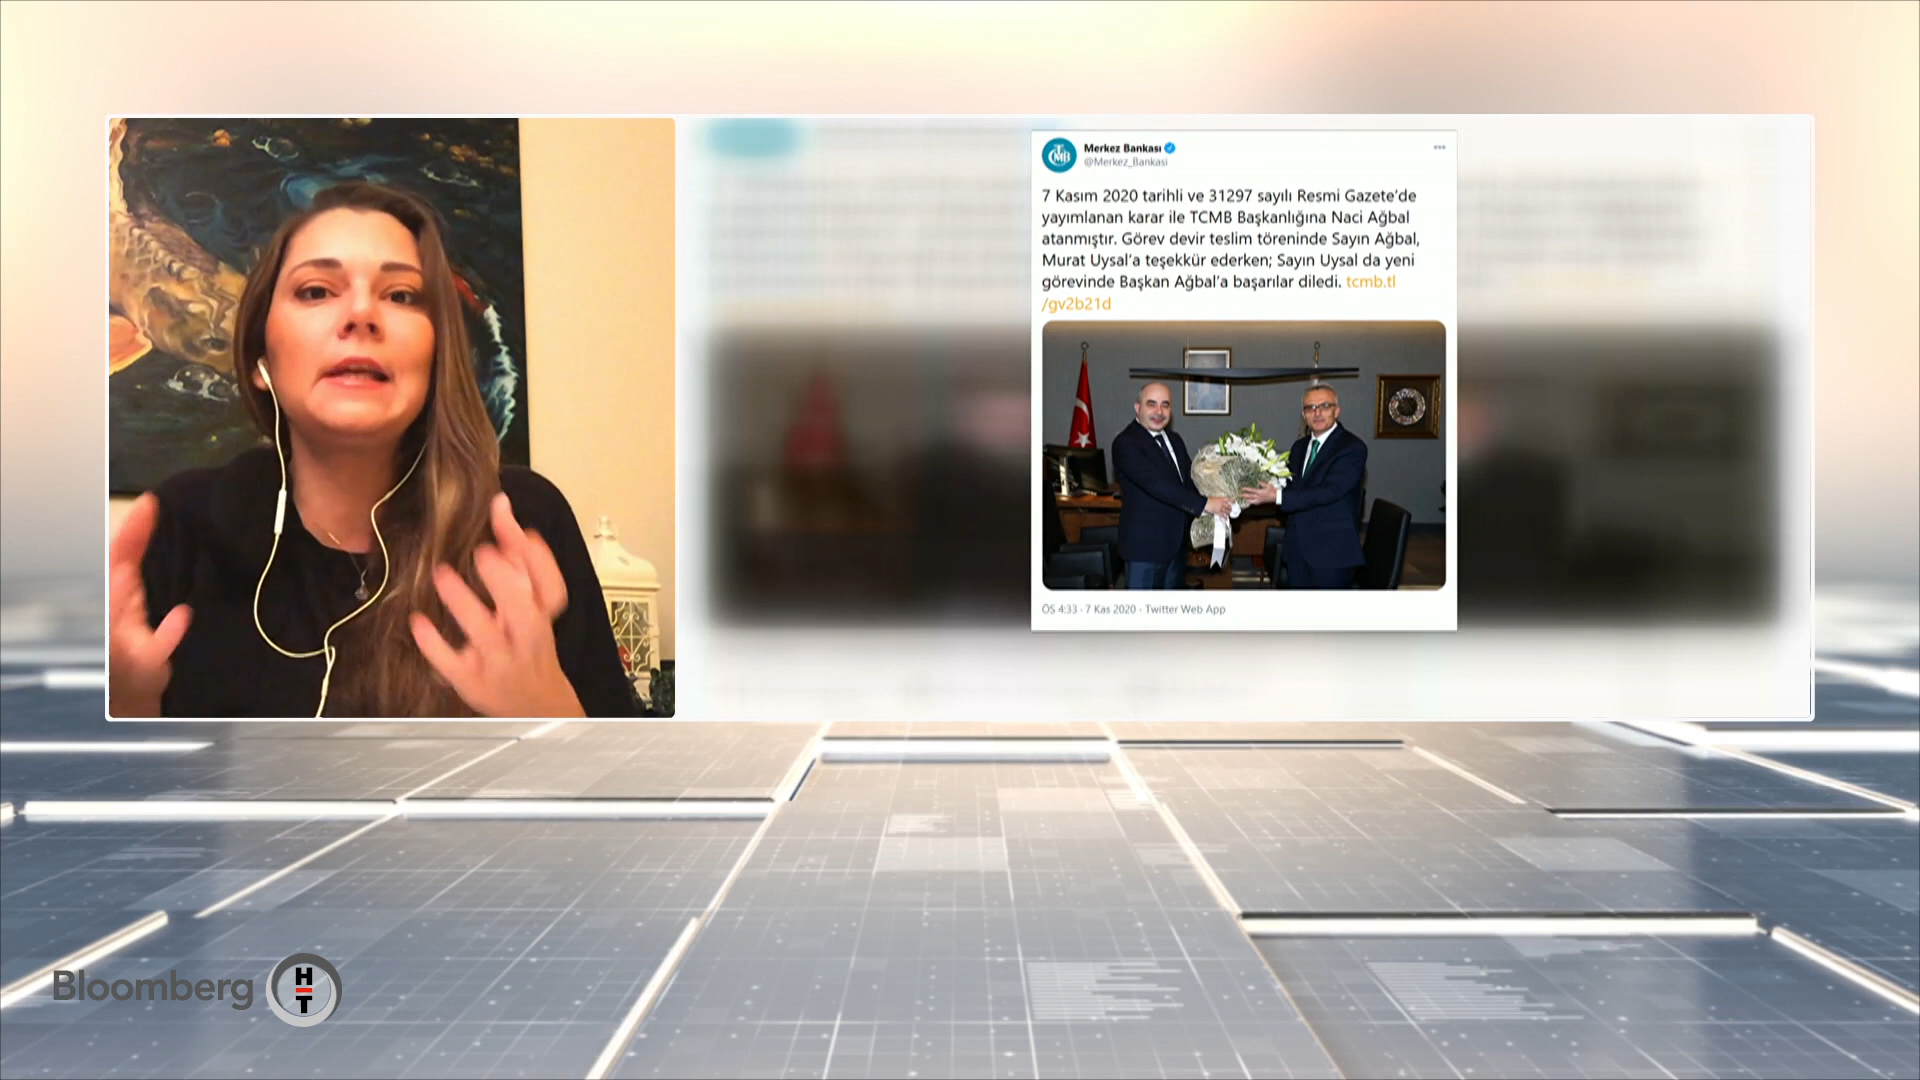 Merkez Bankası
@Merkez_Bankasi
7 Kasım 2020 tarihli ve 31297 sayılı Resmi Gazete'de
yayımlanan karar ile TCMB Başkanlığına Naci Ağbal
atanmıştır. Görev devir teslim töreninde Sayın Ağbal,
Murat Uysal'a teşekkür ederken; Sayın Uysal da yeni
görevinde Başkan Ağbal'a başarılar diledi. tcmb.tl
/gv2b21d
ÖS 4:33 · 7 Kas 2020 · Twitter Web App
Bloomberg HT